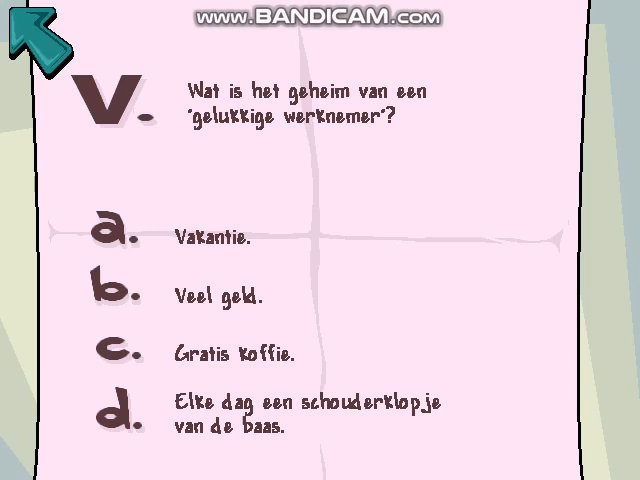 www.BANDICAM.com
V. Wat is het geheim van een
'gelukkige werknemer'?
a. Vakantie.
b. Veel geld.
c. Gratis koffie.
d. Elke dag een schouderklopje
van de baas.